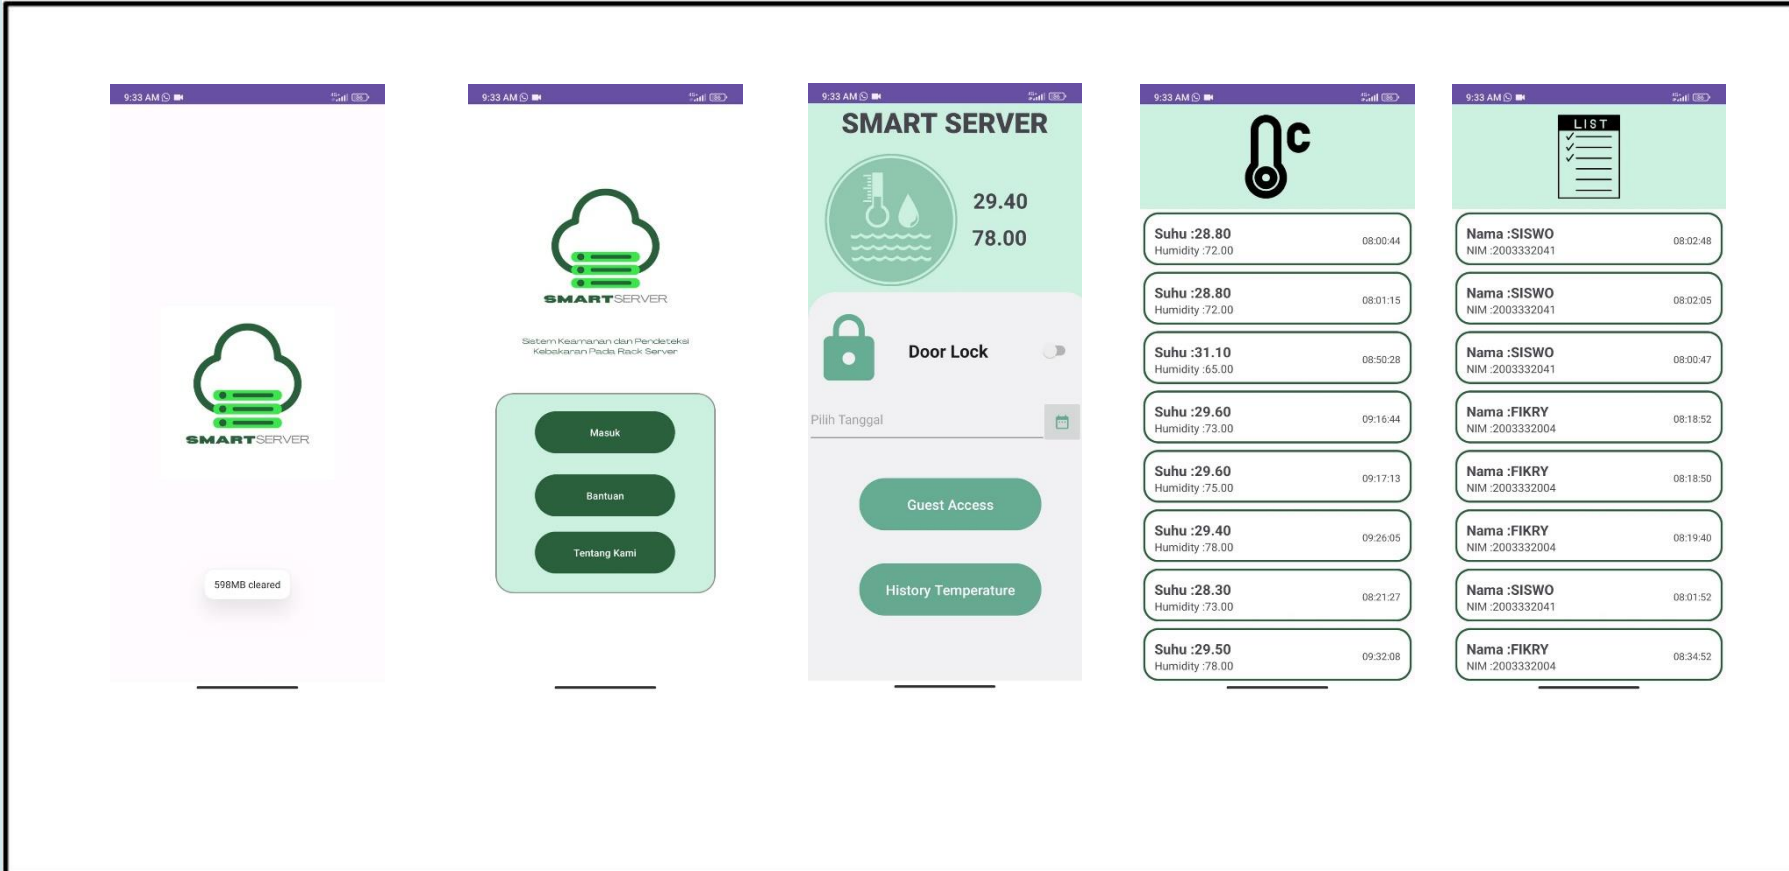 9:33 AM
SMARTSERVER
598MB cleared
9:33 AM
SMARTSERVER
Sistem Keamanan dan Pendeteksi
Kebakaran Pada Rack Server
Masuk
Bantuan
Tentang Kami
9:33 AM
SMART SERVER
29.40
78.00
Door Lock
Pilih Tanggal
Guest Access
History Temperature
9:33 AM
C
Suhu :28.80
Humidity :72.00
08:00:44
Suhu :28.80
Humidity :72.00
08:01:15
Suhu :31.10
Humidity :65.00
08:50:28
Suhu :29.60
Humidity :73.00
09:16:44
Suhu :29.60
Humidity :75.00
09:17:13
Suhu :29.40
Humidity :78.00
09:26:05
Suhu :28.30
Humidity :73.00
08:21:27
Suhu :29.50
Humidity :78.00
09:32:08
9:33 AM
LIST
Nama :SISWO
NIM :2003332041
08:02:48
Nama :SISWO
NIM :2003332041
08:02:05
Nama :SISWO
NIM :2003332041
08:00:47
Nama :FIKRY
NIM :2003332004
08:18:52
Nama :FIKRY
NIM :2003332004
08:18:50
Nama :FIKRY
NIM :2003332004
08:19:40
Nama :SISWO
NIM :2003332041
08:01:52
Nama :FIKRY
NIM :2003332004
08:34:52